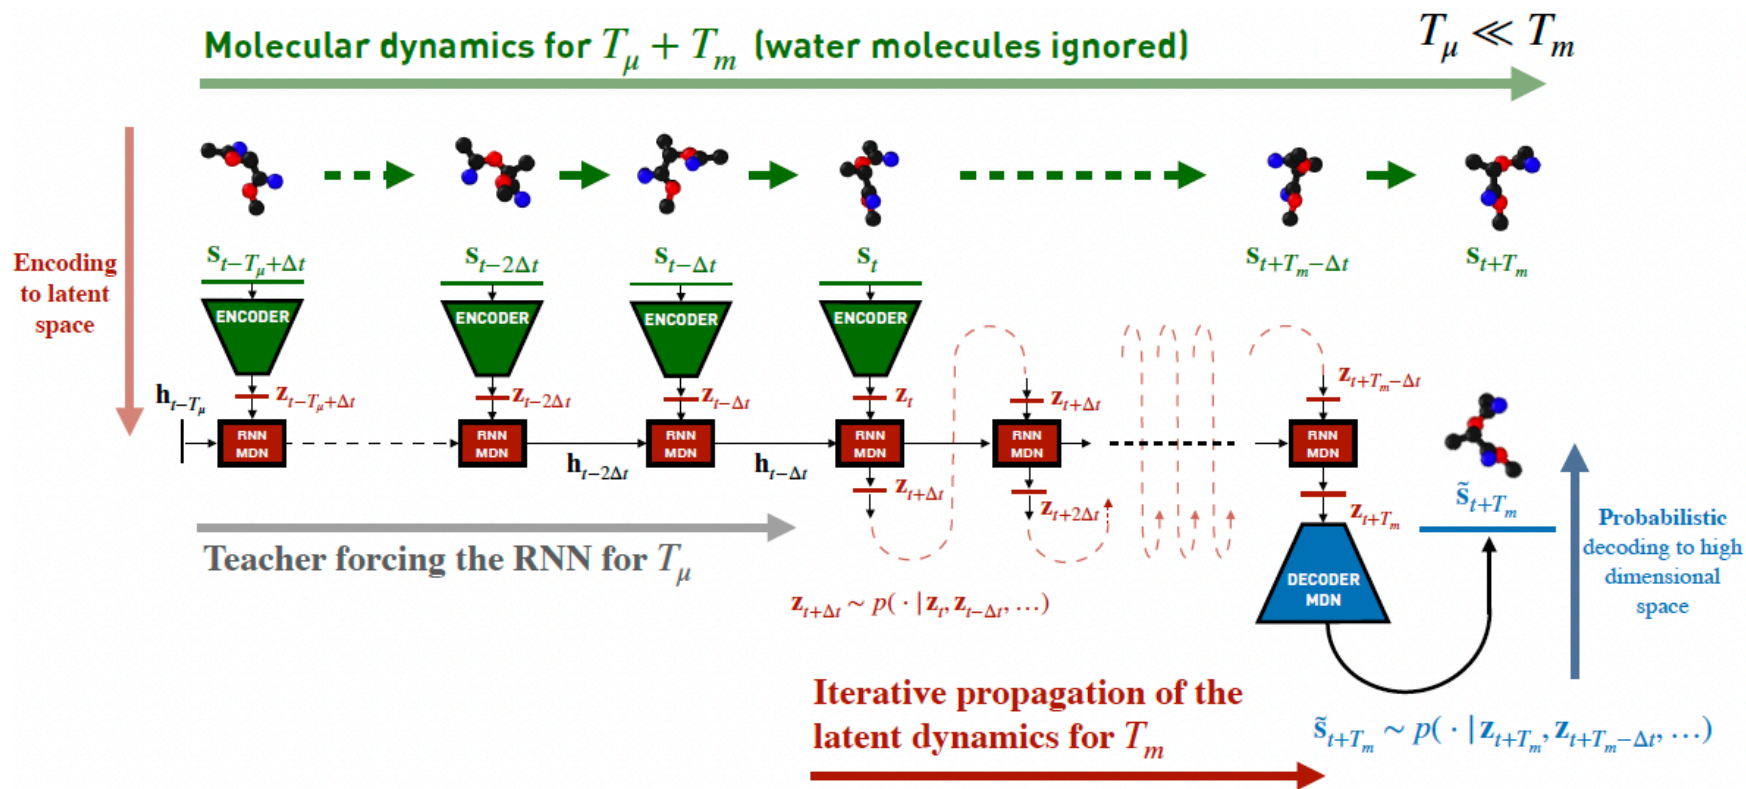 Molecular dynamics for T_μ + T_m (water molecules ignored)
T_μ ≪ T_m
Encoding
to latent
space
s_{t−T_μ+Δt}
s_{t−2Δt}
s_{t−Δt}
s_t
s_{t+T_m−Δt}
s_{t+T_m}
ENCODER
ENCODER
ENCODER
ENCODER
h_{t−T_μ}
z_{t−T_μ+Δt}
z_{t−2Δt}
z_{t−Δt}
z_t
z_{t+Δt}
z_{t+T_m−Δt}
RNN
MDN
RNN
MDN
RNN
MDN
RNN
MDN
RNN
MDN
RNN
MDN
h_{t−2Δt}
h_{t−Δt}
z_{t+Δt}
z_{t+2Δt}
z_{t+T_m}
s̃_{t+T_m}
Teacher forcing the RNN for T_μ
z_{t+Δt} ∼ p( · | z_t, z_{t−Δt}, …)
DECODER
MDN
Probabilistic
decoding to high
dimensional
space
Iterative propagation of the
latent dynamics for T_m
s̃_{t+T_m} ∼ p( · | z_{t+T_m}, z_{t+T_m−Δt}, …)